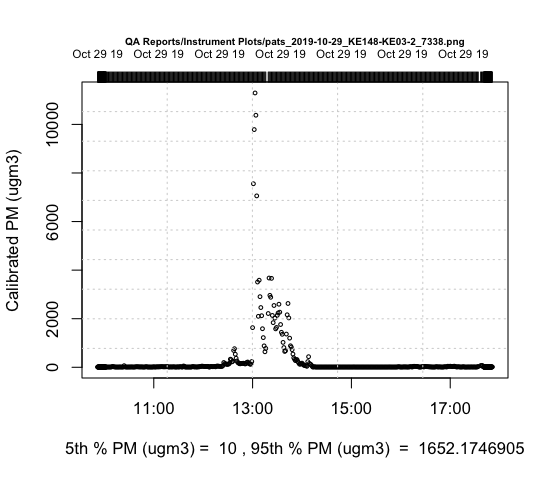 QA Reports/Instrument Plots/pats_2019-10-29_KE148-KE03-2_7338.png
Oct 29 19 Oct 29 19 Oct 29 19 Oct 29 19 Oct 29 19 Oct 29 19 Oct 29 19
Calibrated PM (ugm3)
10000
6000
2000
0
11:00 13:00 15:00 17:00
5th % PM (ugm3) = 10 , 95th % PM (ugm3) = 1652.1746905